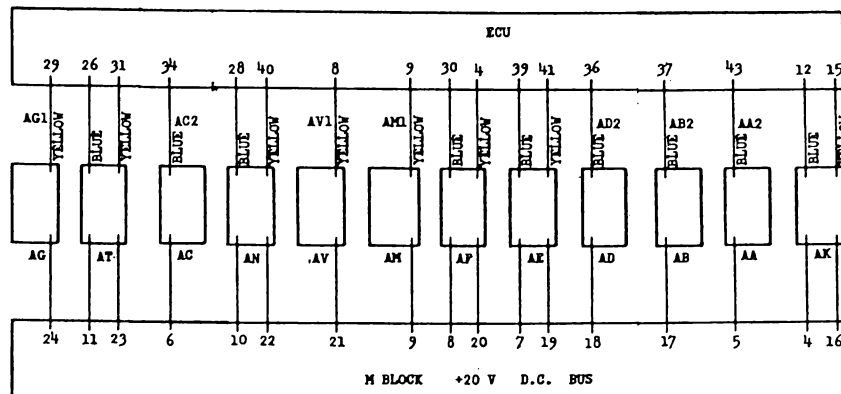 ECU
29 26 31 34 28 40 8 9 30 4 39 41 36 37 43 12 15
AG1 YELLOW BLUE YELLOW BLUE AC2 BLUE YELLOW AV1 YELLOW AM1 YELLOW BLUE YELLOW BLUE YELLOW BLUE AD2 BLUE AB2 BLUE AA2 BLUE YELLOW
AG AT AC AN AV AM AP AE AD AB AA AK
24 11 23 6 10 22 21 9 8 20 7 19 18 17 5 4 16
M BLOCK +20 V D.C. BUS